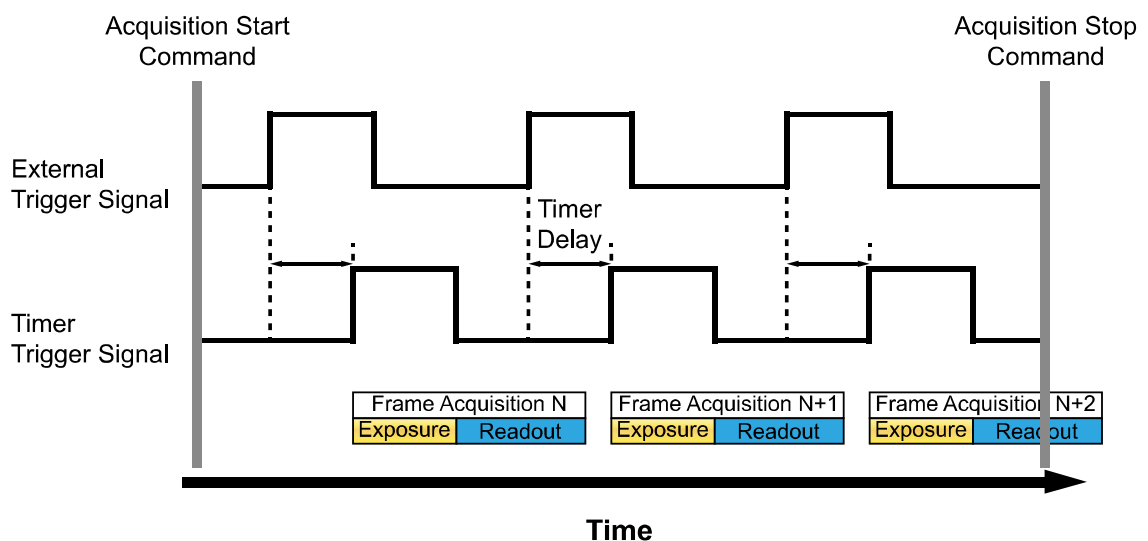 Acquisition Start
Command
Acquisition Stop
Command
External
Trigger Signal
Timer
Delay
Timer
Trigger Signal
Frame Acquisition N
Frame Acquisition N+1
Frame Acquisition N+2
Exposure
Readout
Exposure
Readout
Exposure
Readout
Time